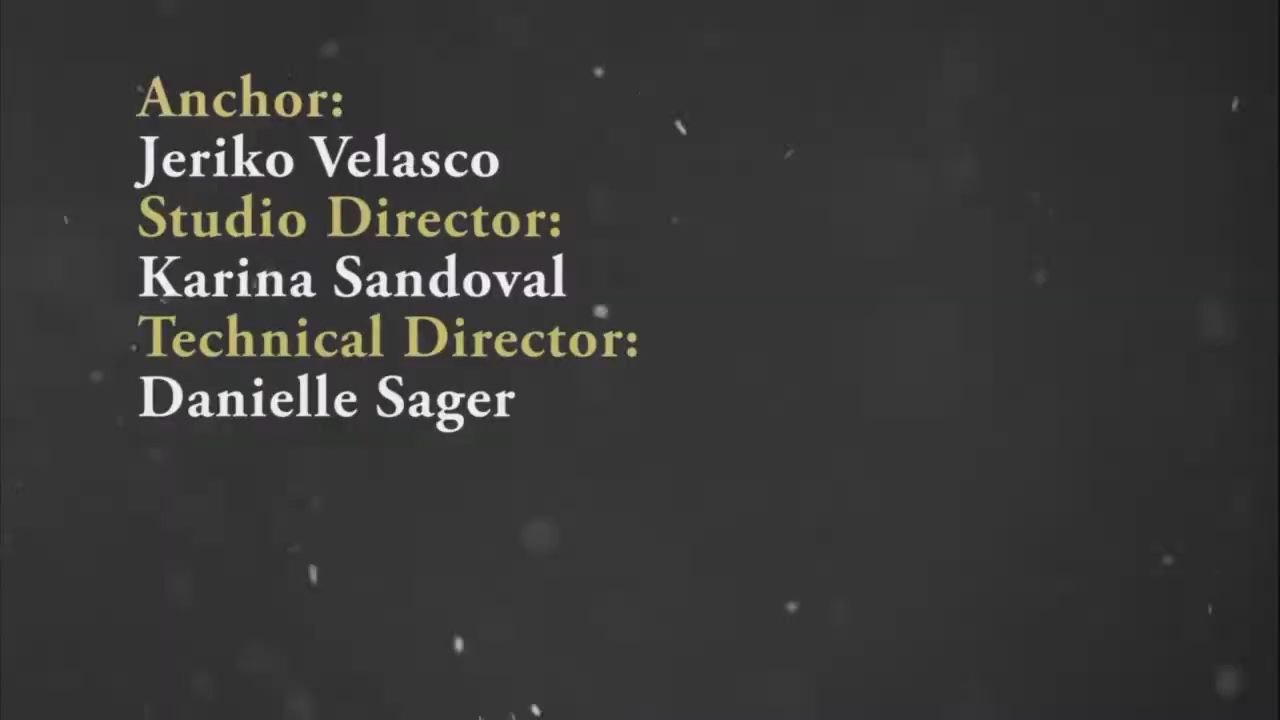 Anchor:
Jeriko Velasco
Studio Director:
Karina Sandoval
Technical Director:
Danielle Sager